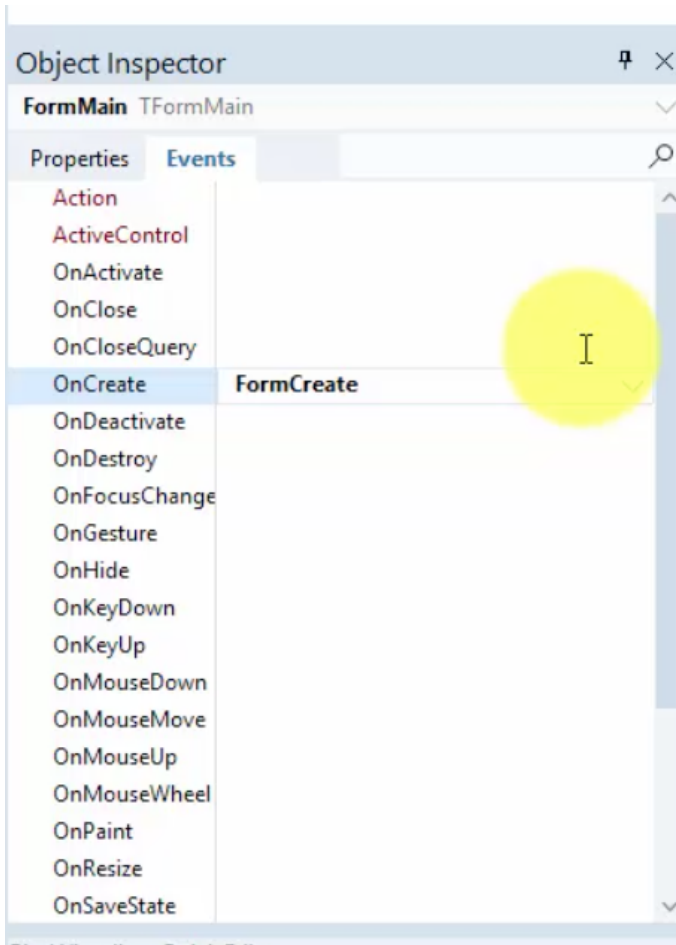 Object Inspector
FormMain TFormMain
Properties Events
Action
ActiveControl
OnActivate
OnClose
OnCloseQuery
OnCreate FormCreate
OnDeactivate
OnDestroy
OnFocusChange
OnGesture
OnHide
OnKeyDown
OnKeyUp
OnMouseDown
OnMouseMove
OnMouseUp
OnMouseWheel
OnPaint
OnResize
OnSaveState